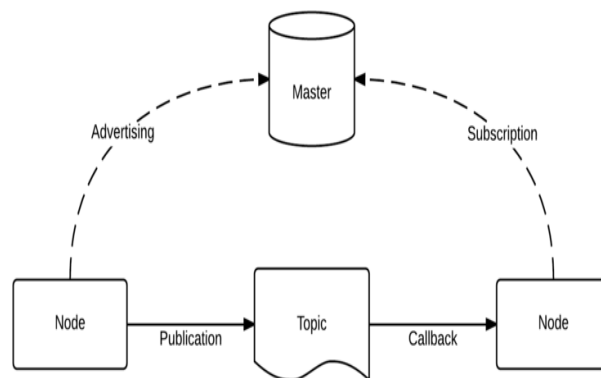 Master
Advertising
Subscription
Node
Topic
Node
Publication
Callback